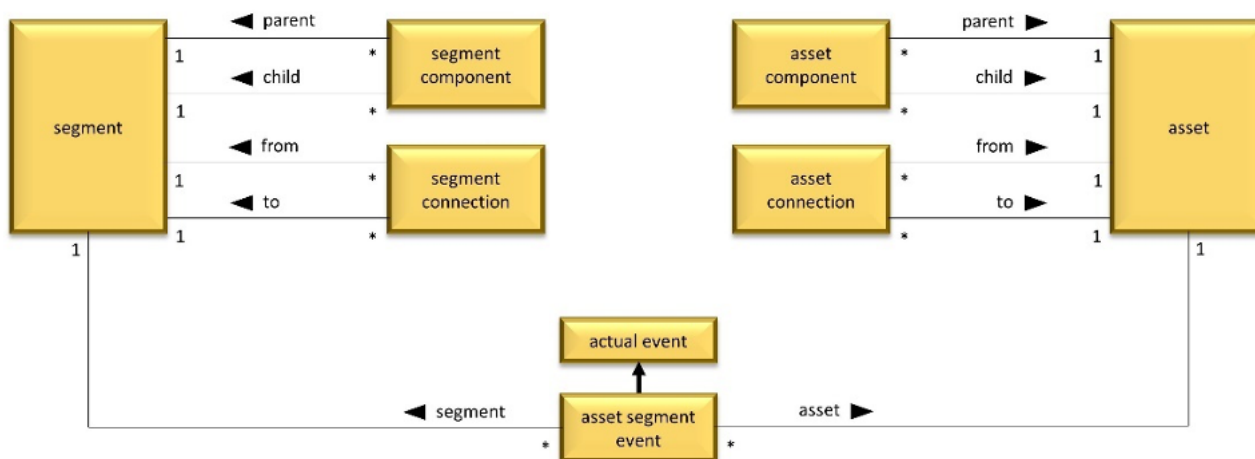 ◄ parent
parent ►
1
*
segment
component
asset
component
*
1
◄ child
child ►
1
*
*
1
segment
asset
◄ from
from ►
1
*
segment
connection
asset
connection
*
1
◄ to
to ►
1
1
*
*
1
1
actual event
◄ segment
asset segment
event
asset ►
*
*